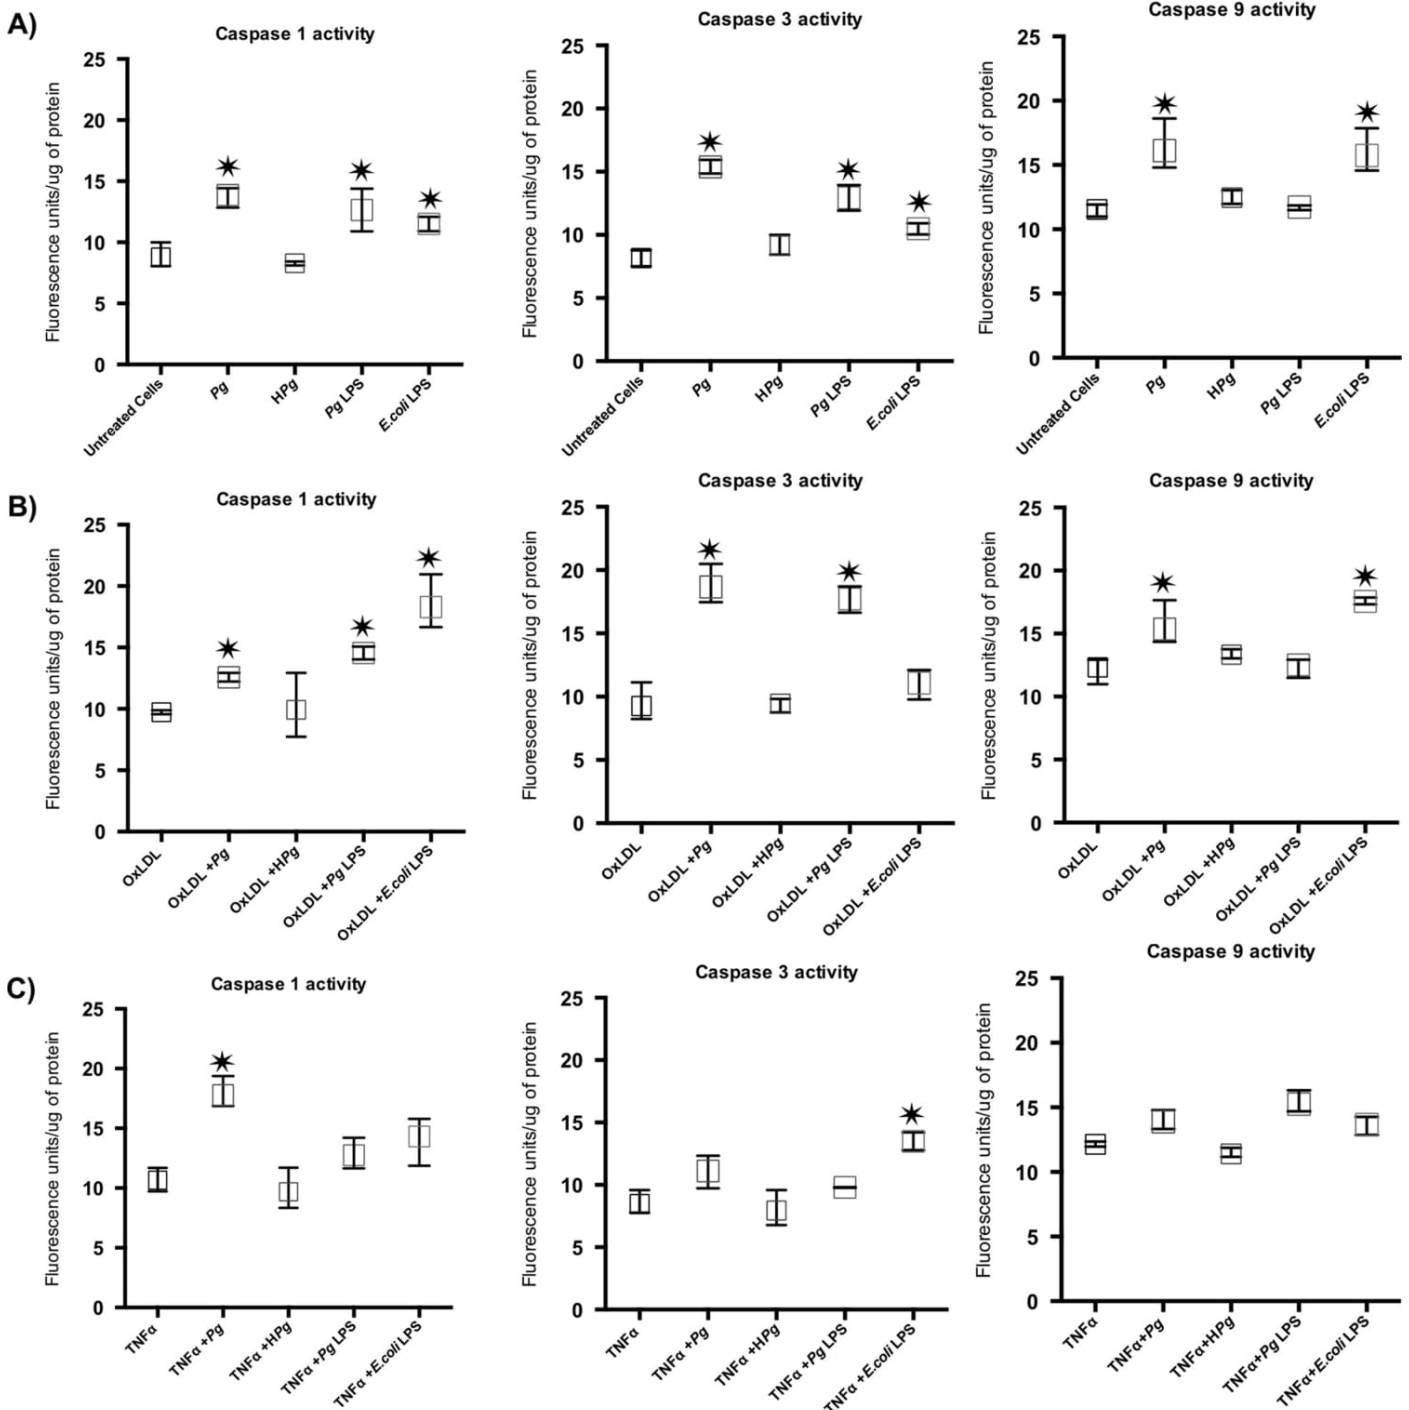 A)
Caspase 1 activity
Fluorescence units/ug of protein
25
20
15
10
5
0
Untreated Cells
Pg
HPg
Pg LPS
E.coli LPS
Caspase 3 activity
Fluorescence units/ug of protein
25
20
15
10
5
0
Untreated Cells
Pg
HPg
Pg LPS
E.coli LPS
Caspase 9 activity
Fluorescence units/ug of protein
25
20
15
10
5
0
Untreated Cells
Pg
HPg
Pg LPS
E.coli LPS
B)
Caspase 1 activity
Fluorescence units/ug of protein
25
20
15
10
5
0
OxLDL
OxLDL +Pg
OxLDL +HPg
OxLDL +Pg LPS
OxLDL +E.coli LPS
Caspase 3 activity
Fluorescence units/ug of protein
25
20
15
10
5
0
OxLDL
OxLDL +Pg
OxLDL +HPg
OxLDL +Pg LPS
OxLDL +E.coli LPS
Caspase 9 activity
Fluorescence units/ug of protein
25
20
15
10
5
0
OxLDL
OxLDL +Pg
OxLDL +HPg
OxLDL +Pg LPS
OxLDL +E.coli LPS
C)
Caspase 1 activity
Fluorescence units/ug of protein
25
20
15
10
5
0
TNFα
TNFα +Pg
TNFα +HPg
TNFα +Pg LPS
TNFα +E.coli LPS
Caspase 3 activity
Fluorescence units/ug of protein
25
20
15
10
5
0
TNFα
TNFα +Pg
TNFα +HPg
TNFα +Pg LPS
TNFα +E.coli LPS
Caspase 9 activity
Fluorescence units/ug of protein
25
20
15
10
5
0
TNFα
TNFα+Pg
TNFα+HPg
TNFα+Pg LPS
TNFα+E.coli LPS